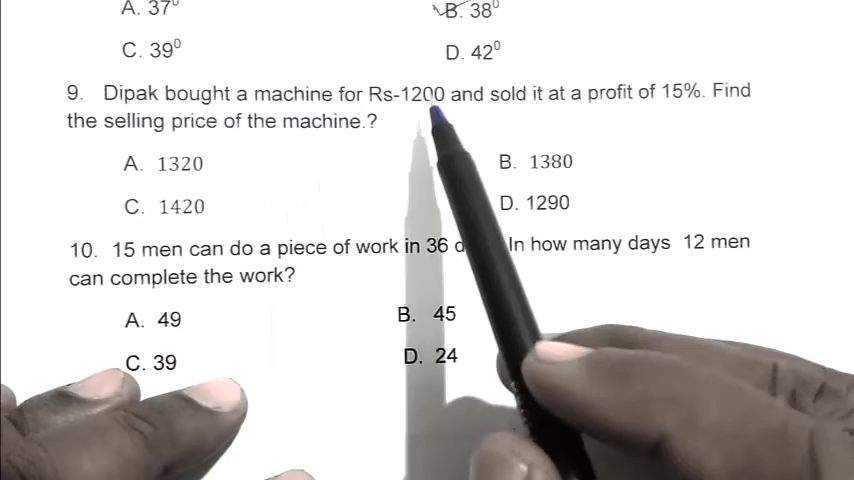 A. 37⁰
B. 38⁰
C. 39⁰
D. 42⁰
9. Dipak bought a machine for Rs-1200 and sold it at a profit of 15%. Find
the selling price of the machine.?
A. 1320
B. 1380
C. 1420
D. 1290
10. 15 men can do a piece of work in 36 In how many days 12 men
can complete the work?
A. 49
B. 45
C. 39
D. 24